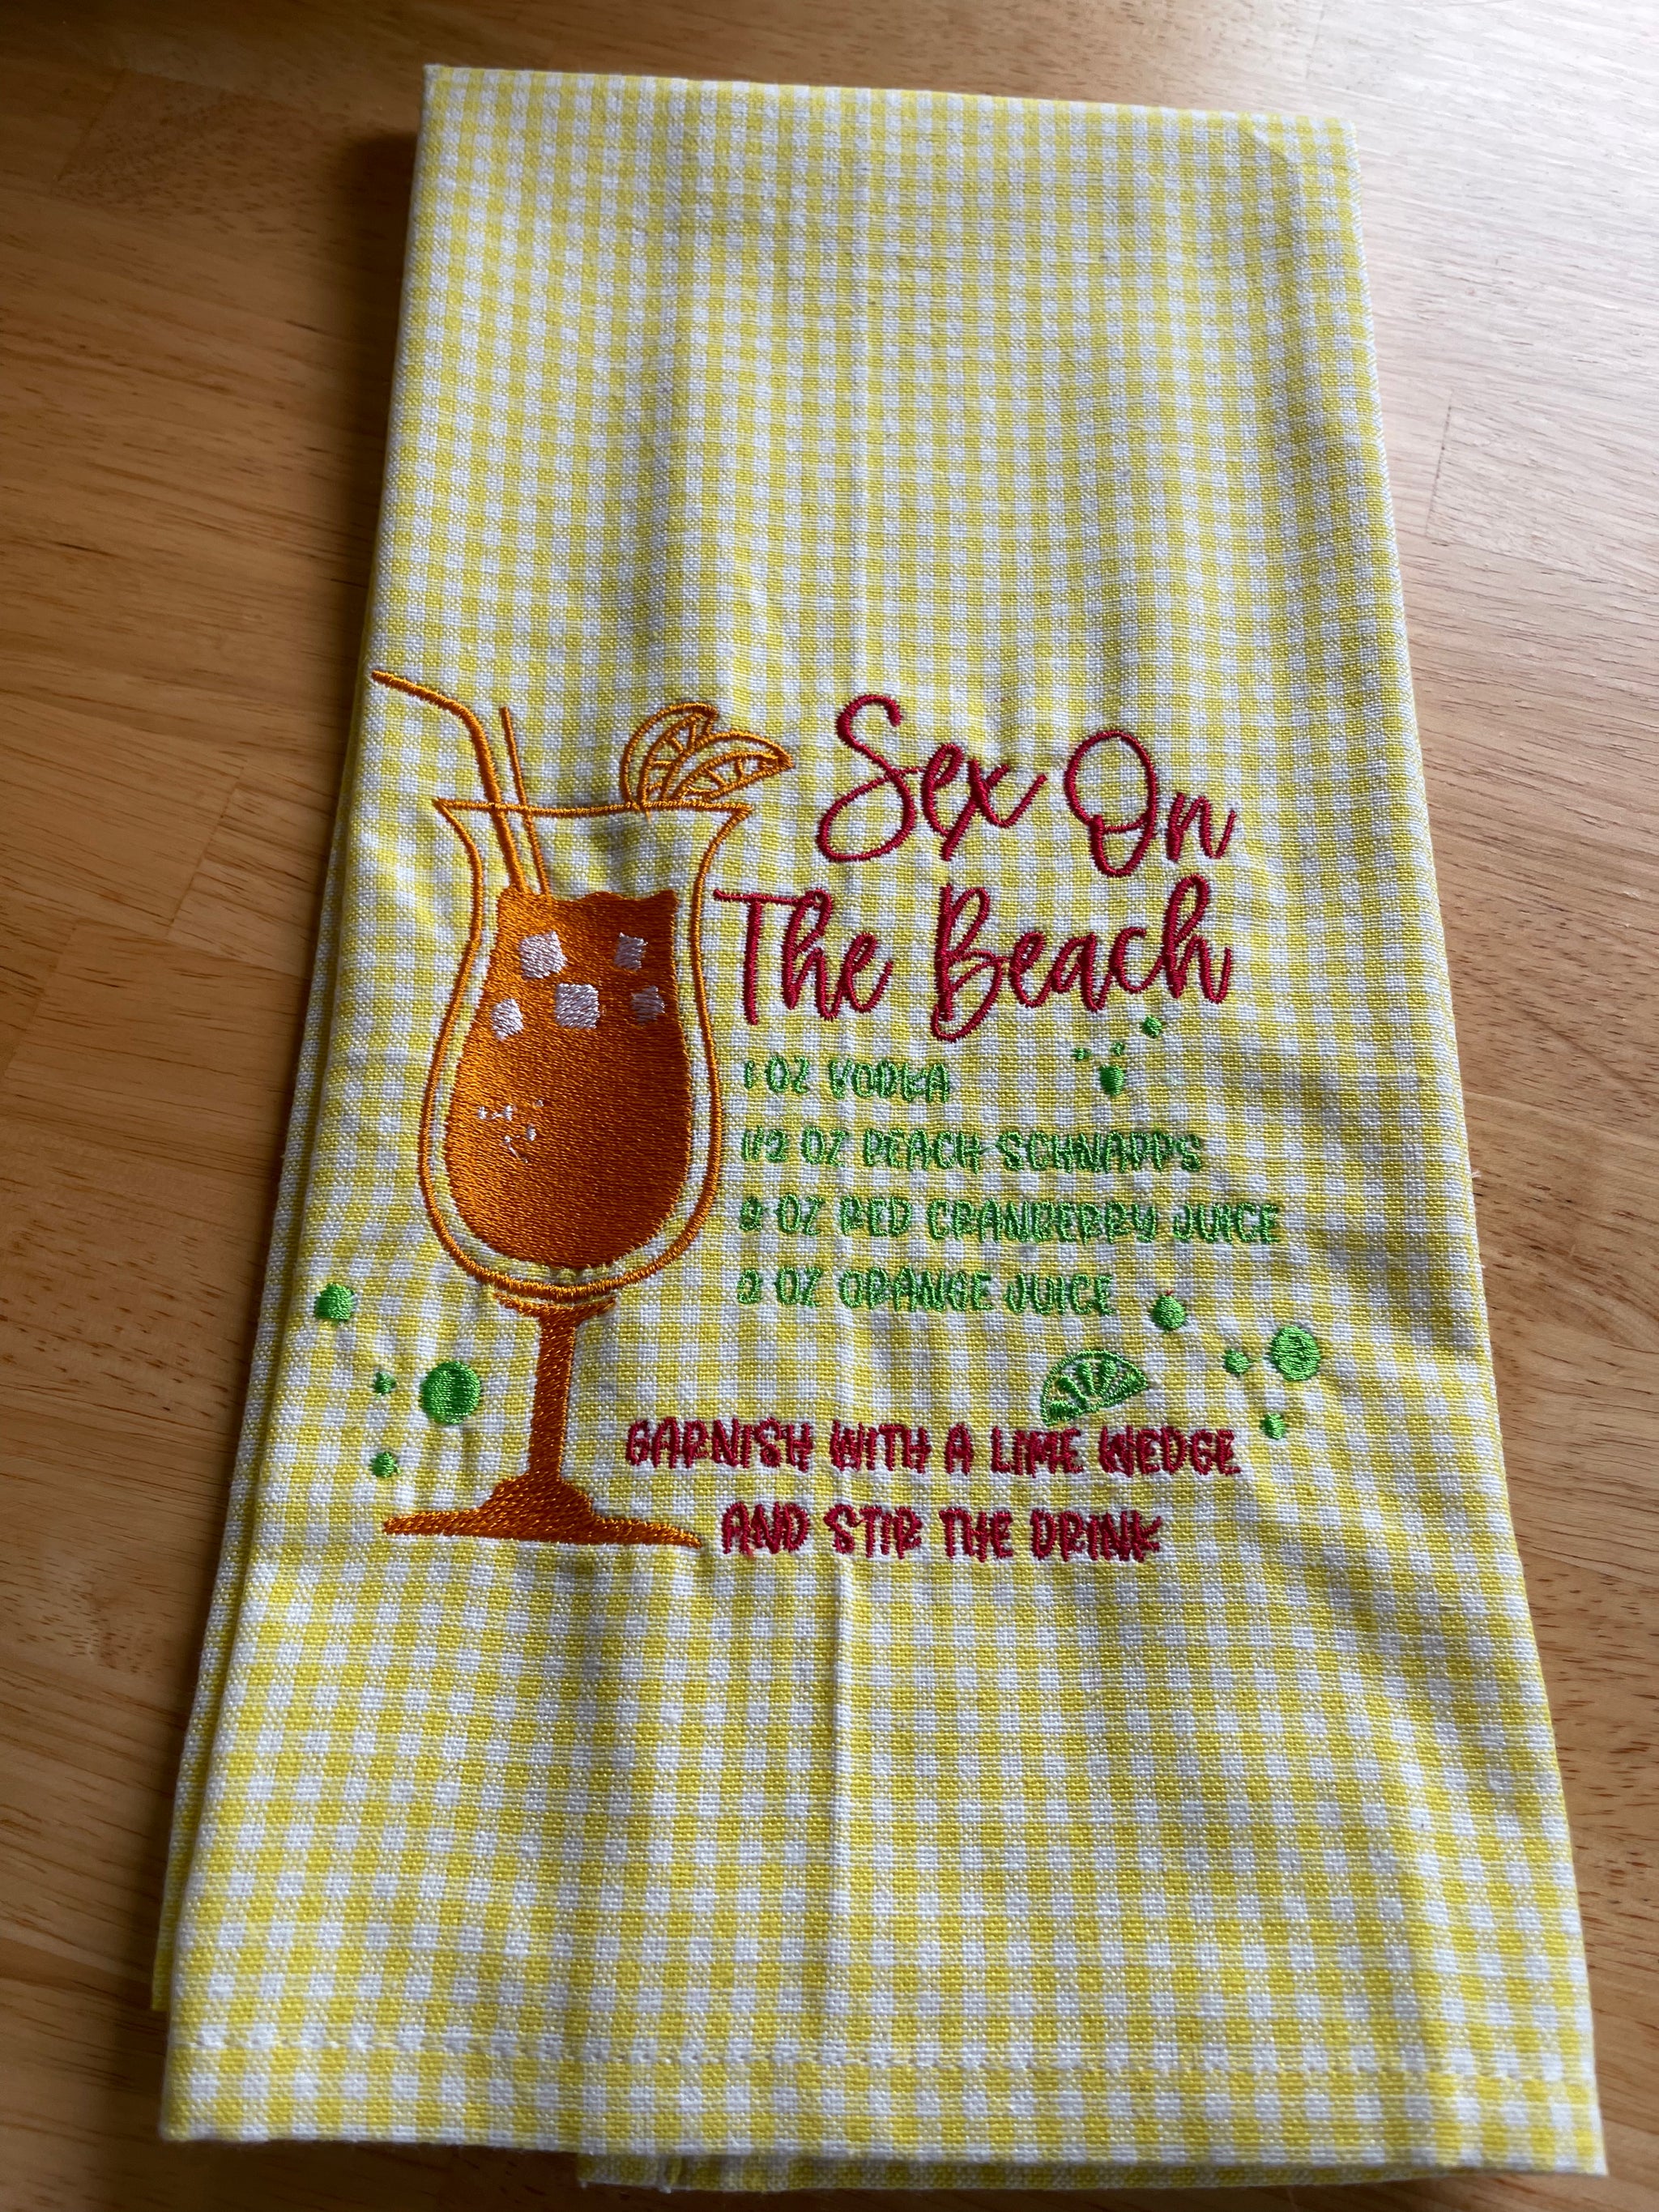 Sex On
The Beach
1 OZ VODKA
1/2 OZ PEACH SCHNAPPS
2 OZ RED CRANBERRY JUICE
2 OZ ORANGE JUICE
GARNISH WITH A LIME WEDGE
AND STIR THE DRINK